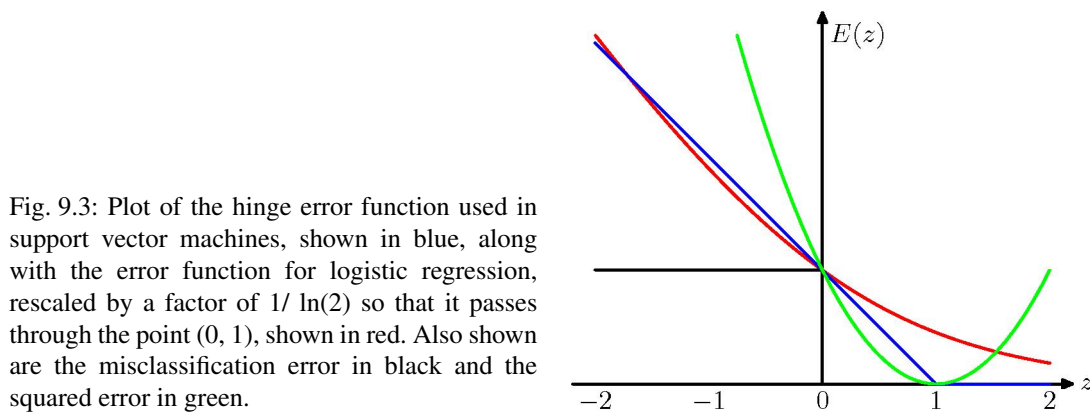 E(z)
−2
−1
0
1
2
z
Fig. 9.3: Plot of the hinge error function used in
support vector machines, shown in blue, along
with the error function for logistic regression,
rescaled by a factor of 1/ ln(2) so that it passes
through the point (0, 1), shown in red. Also shown
are the misclassification error in black and the
squared error in green.